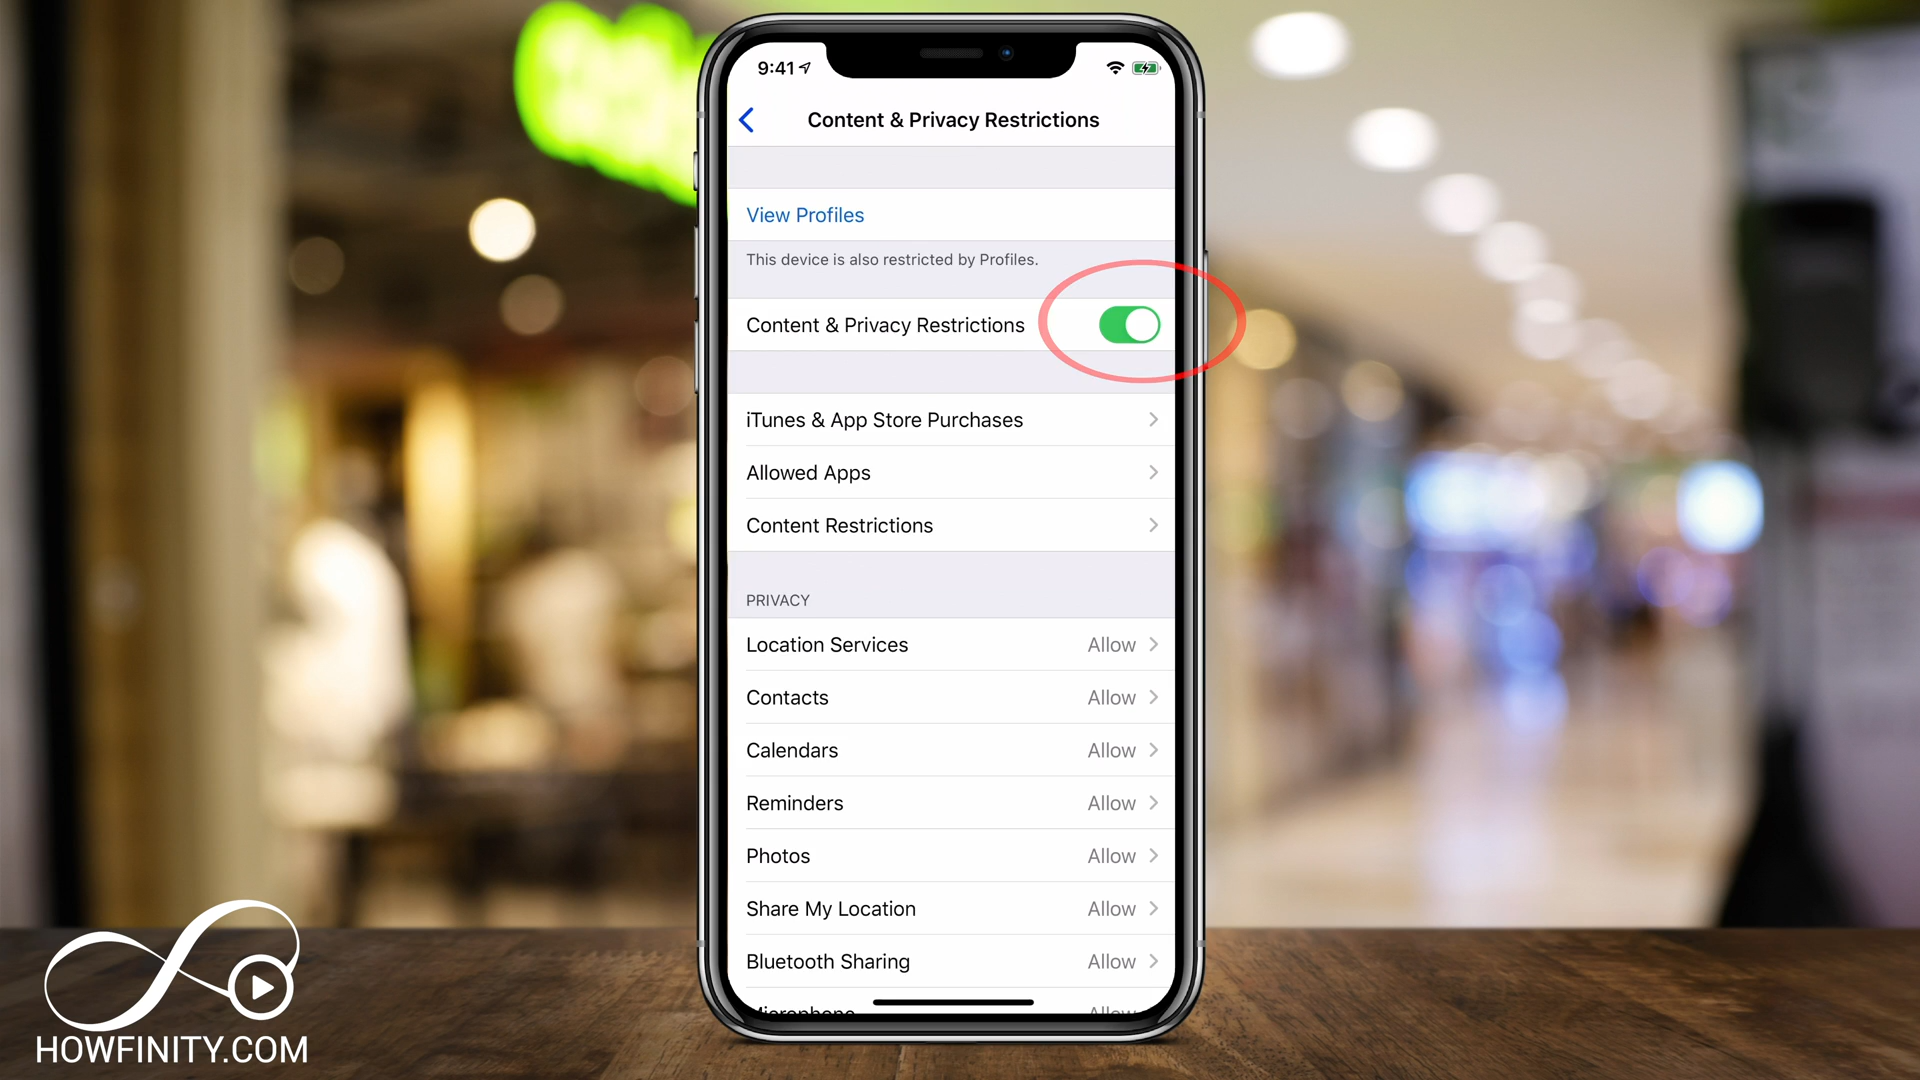 9:41
Content & Privacy Restrictions
View Profiles
This device is also restricted by Profiles.
Content & Privacy Restrictions
iTunes & App Store Purchases
Allowed Apps
Content Restrictions
PRIVACY
Location Services Allow
Contacts Allow
Calendars Allow
Reminders Allow
Photos Allow
Share My Location Allow
Bluetooth Sharing Allow
Microphone Allow
HOWFINITY.COM